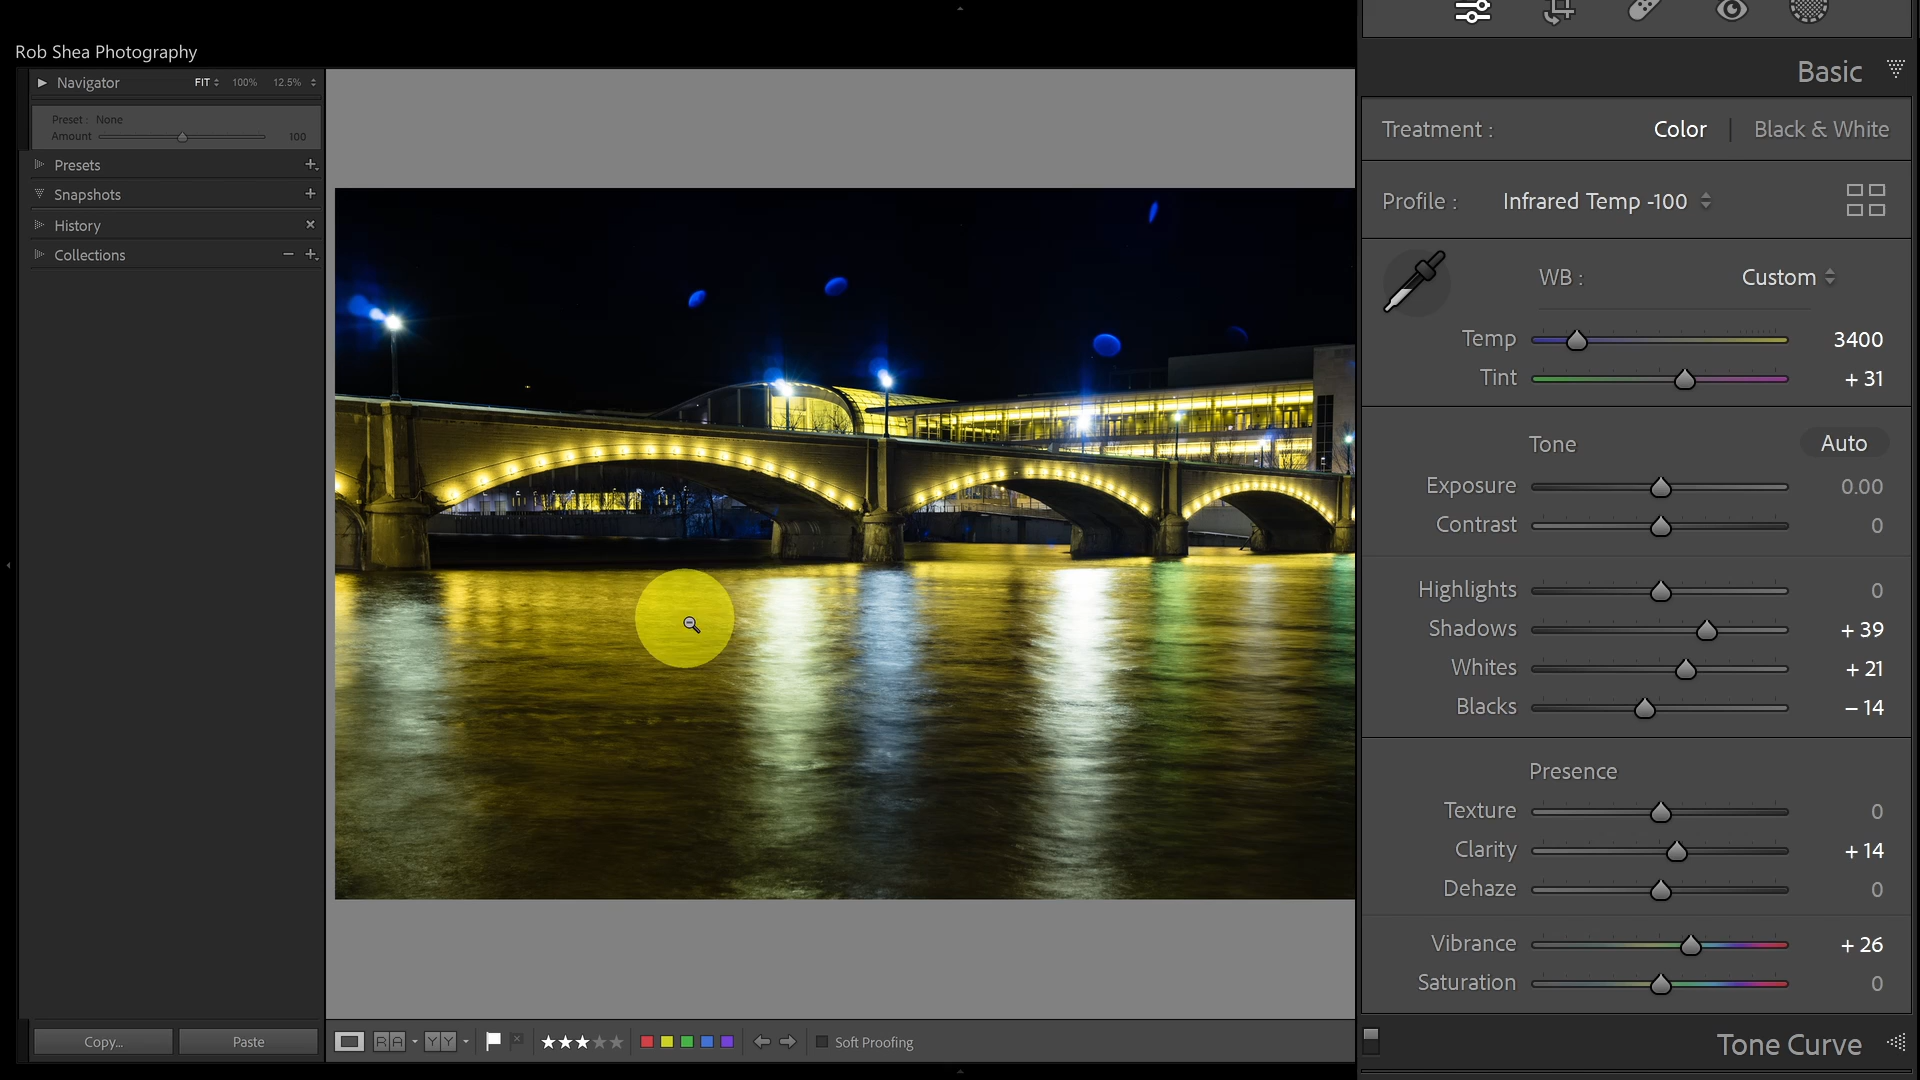 Rob Shea Photography
Navigator FIT 100% 12.5%
Preset : None
Amount 100
Presets
Snapshots
History
Collections
Copy... Paste
R A Y Y Soft Proofing
Basic
Treatment : Color Black & White
Profile : Infrared Temp -100
WB : Custom
Temp 3400
Tint + 31
Tone Auto
Exposure 0.00
Contrast 0
Highlights 0
Shadows + 39
Whites + 21
Blacks – 14
Presence
Texture 0
Clarity + 14
Dehaze 0
Vibrance + 26
Saturation 0
Tone Curve